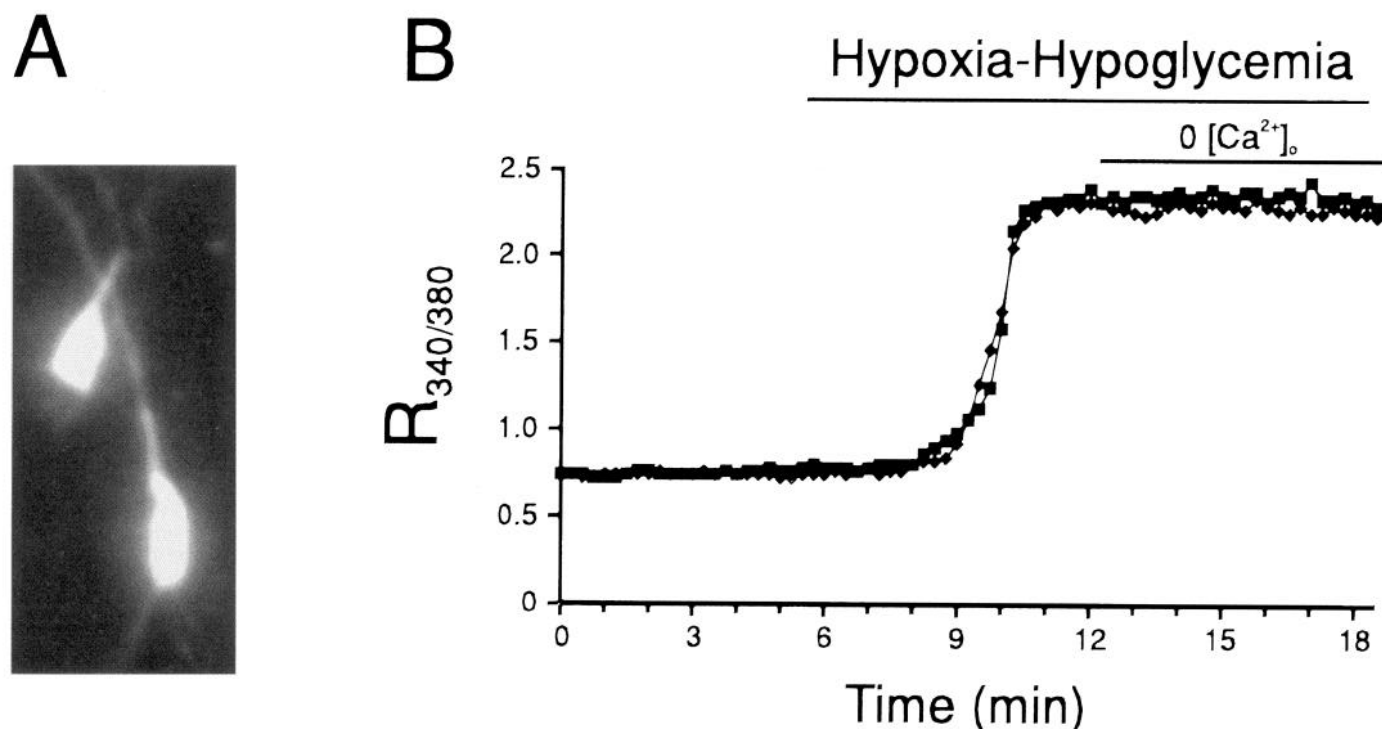 A
B
Hypoxia-Hypoglycemia
0 [Ca²⁺]ₒ
2.5
2.0
1.5
1.0
0.5
0
R340/380
0 3 6 9 12 15 18
Time (min)